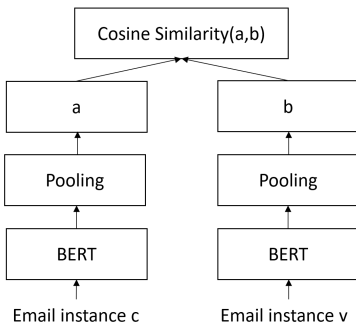 Cosine Similarity(a,b)
a b
Pooling Pooling
BERT BERT
Email instance c Email instance v